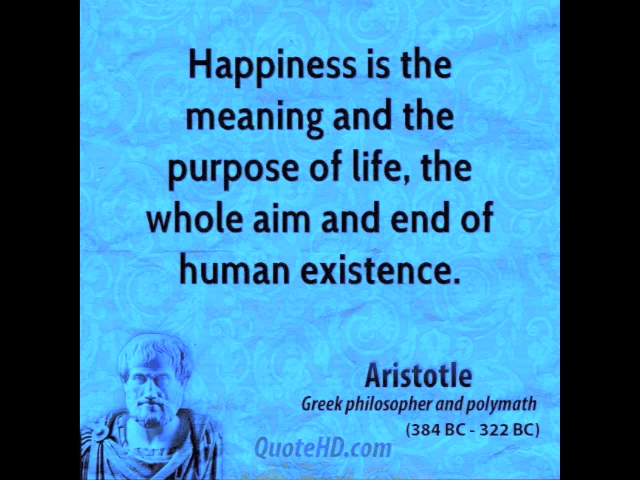 Happiness is the
meaning and the
purpose of life, the
whole aim and end of
human existence.
Aristotle
Greek philosopher and polymath
(384 BC - 322 BC)
QuoteHD.com